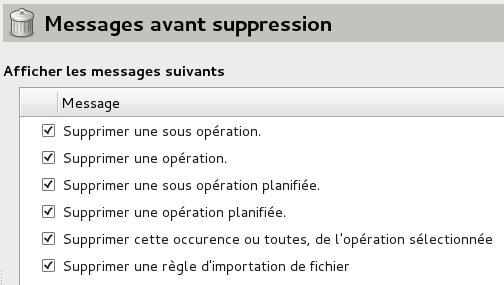 Messages avant suppression
Afficher les messages suivants
Message
Supprimer une sous opération.
Supprimer une opération.
Supprimer une sous opération planifiée.
Supprimer une opération planifiée.
Supprimer cette occurence ou toutes, de l'opération sélectionnée
Supprimer une règle d'importation de fichier